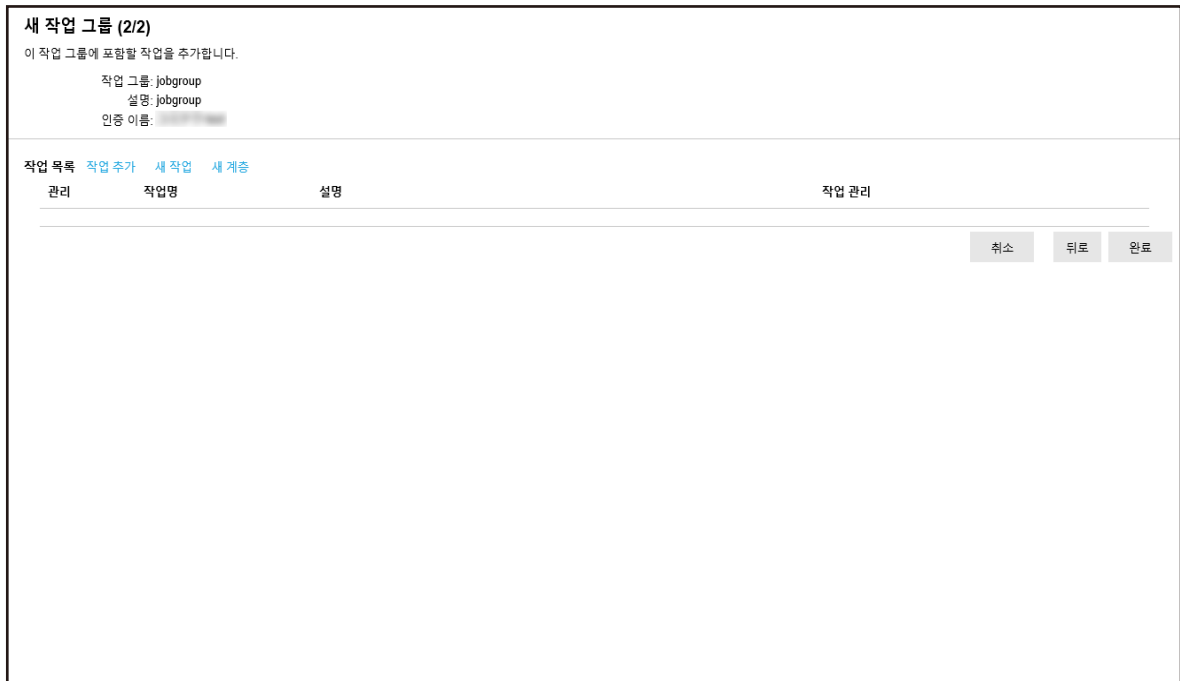 새 작업 그룹 (2/2)
이 작업 그룹에 포함할 작업을 추가합니다.
작업 그룹: jobgroup
설명: jobgroup
인증 이름:
작업 목록 작업 추가 새 작업 새 계층
관리 작업명 설명 작업 관리
취소 뒤로 완료